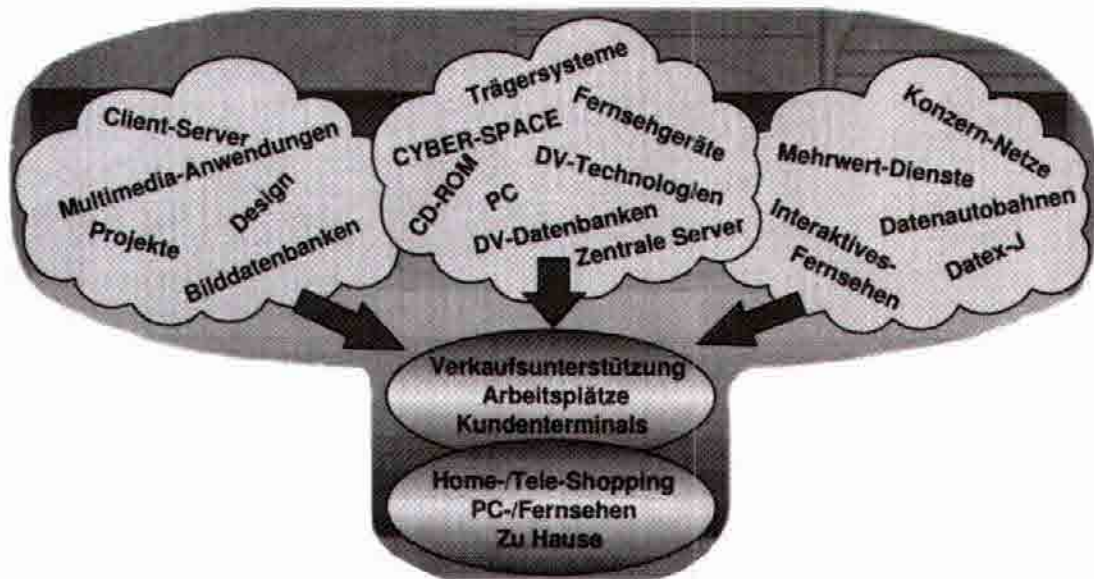 Client-Server
Multimedia-Anwendungen
Design
Projekte
Bilddatenbanken
Trägersysteme
CYBER-SPACE
Fernsehgeräte
CD-ROM
PC
DV-Technologien
DV-Datenbanken
Zentrale Server
Konzern-Netze
Mehrwert-Dienste
Datenautobahnen
Interaktives-
Fernsehen
Datex-J
Verkaufsunterstützung
Arbeitsplätze
Kundenterminals
Home-/Tele-Shopping
PC-/Fernsehen
Zu Hause